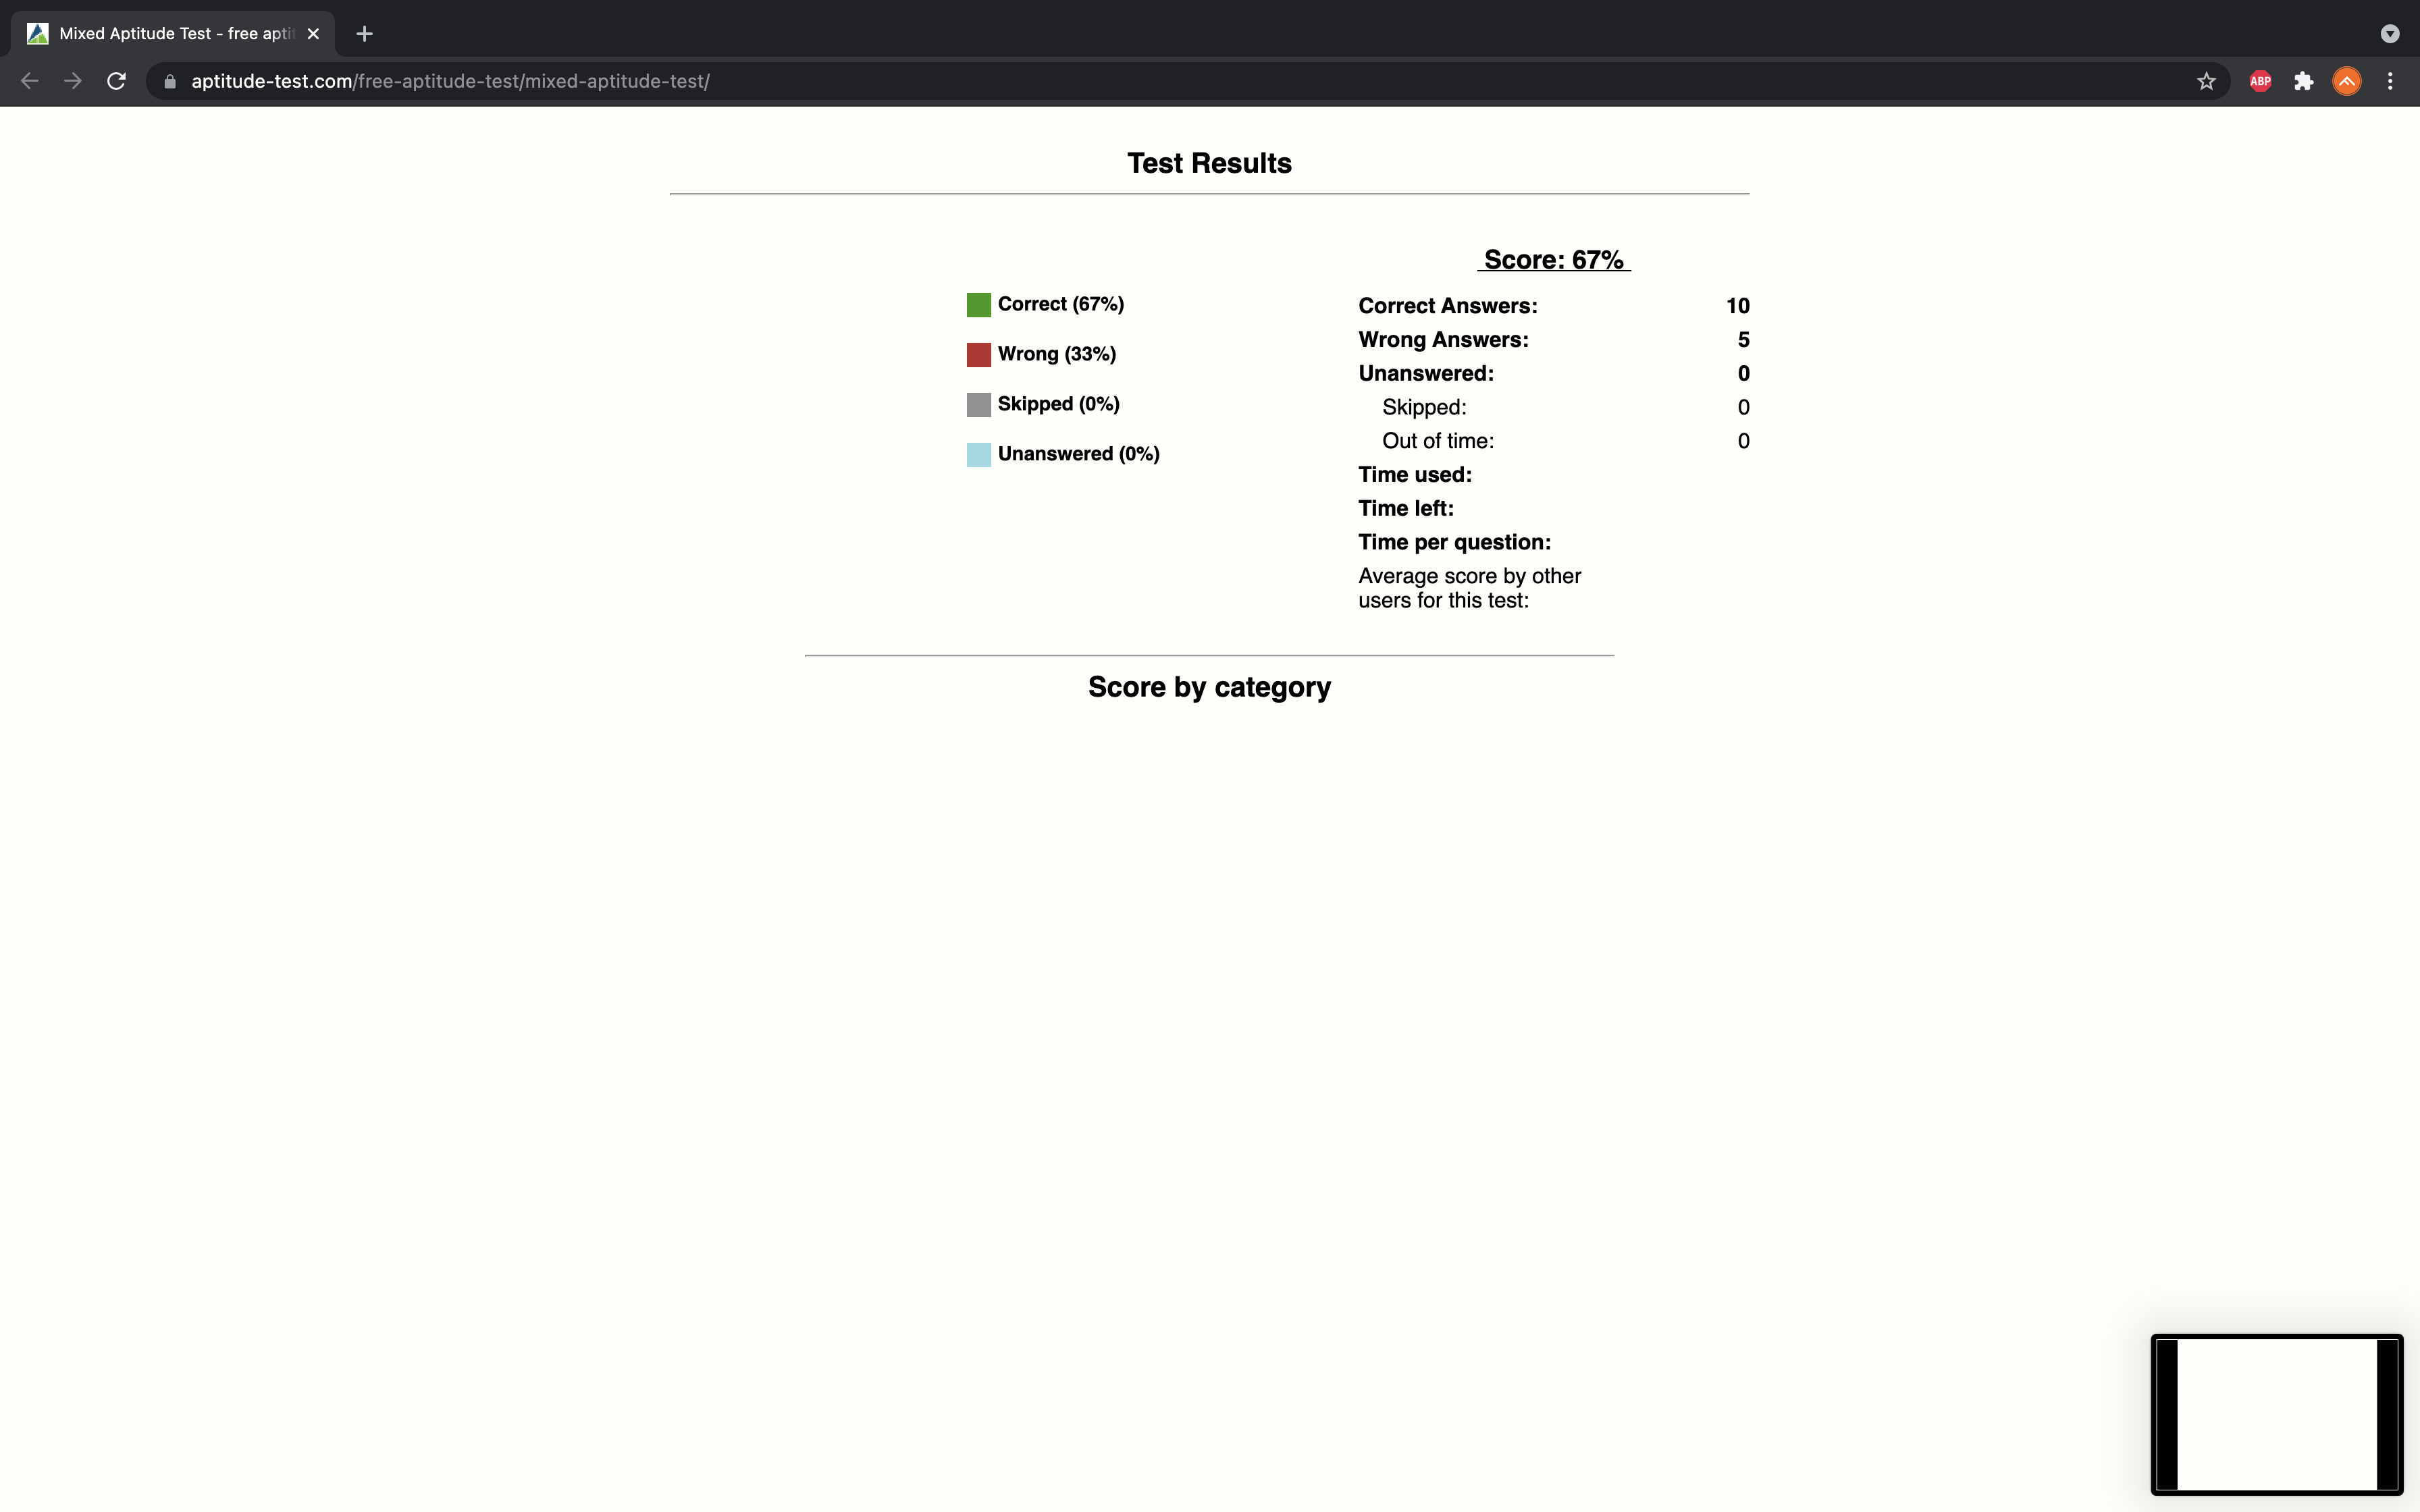 Mixed Aptitude Test - free apti
aptitude-test.com/free-aptitude-test/mixed-aptitude-test/
ABP
Test Results
Score: 67%
Correct (67%)
Wrong (33%)
Skipped (0%)
Unanswered (0%)
Correct Answers: 10
Wrong Answers: 5
Unanswered: 0
Skipped: 0
Out of time: 0
Time used:
Time left:
Time per question:
Average score by other
users for this test:
Score by category